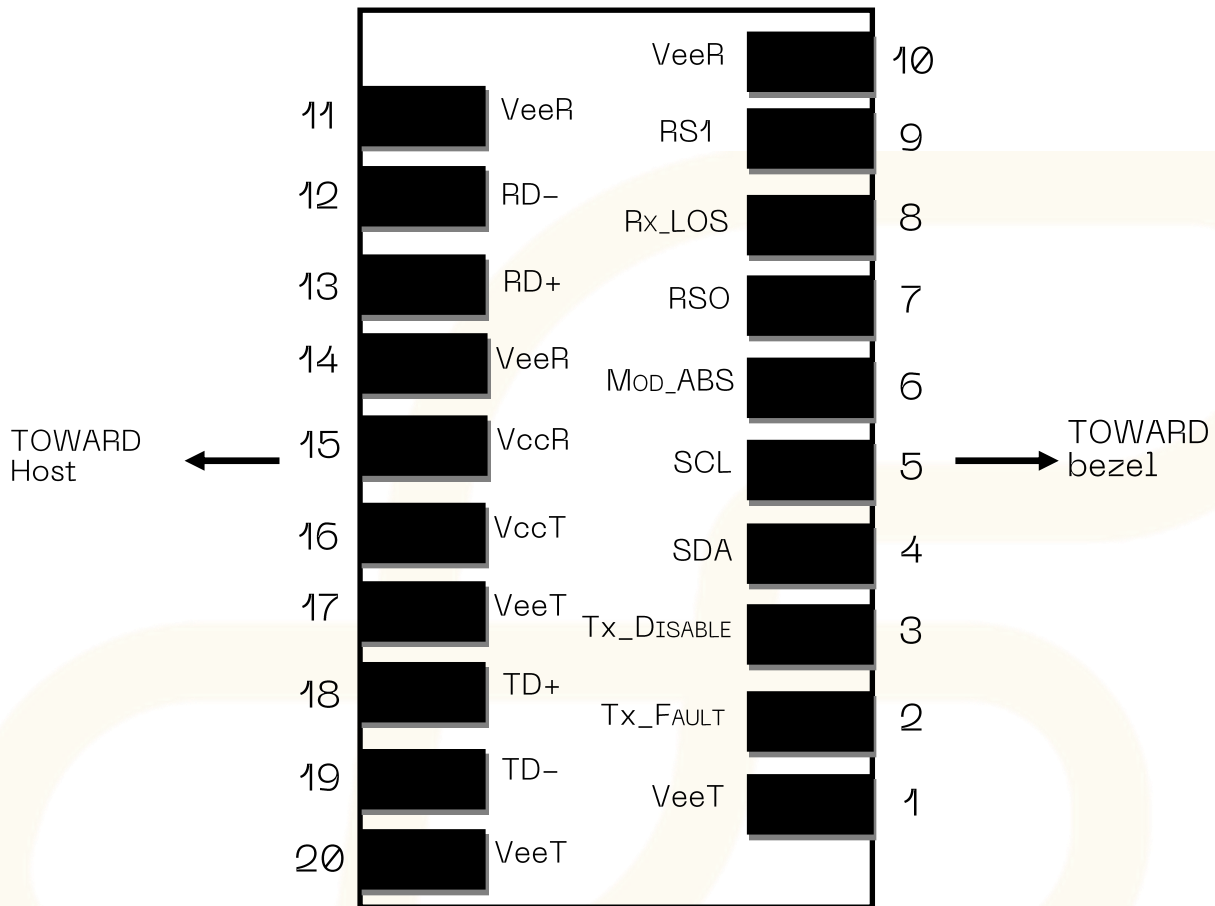 VeeR 10
11 VeeR
RS1 9
12 RD-
Rx_LOS 8
13 RD+
RSO 7
14 VeeR
Mod_ABS 6
TOWARD
Host
15 VccR
SCL 5
TOWARD
bezel
16 VccT
SDA 4
17 VeeT
Tx_Disable 3
18 TD+
Tx_Fault 2
19 TD-
VeeT 1
20 VeeT